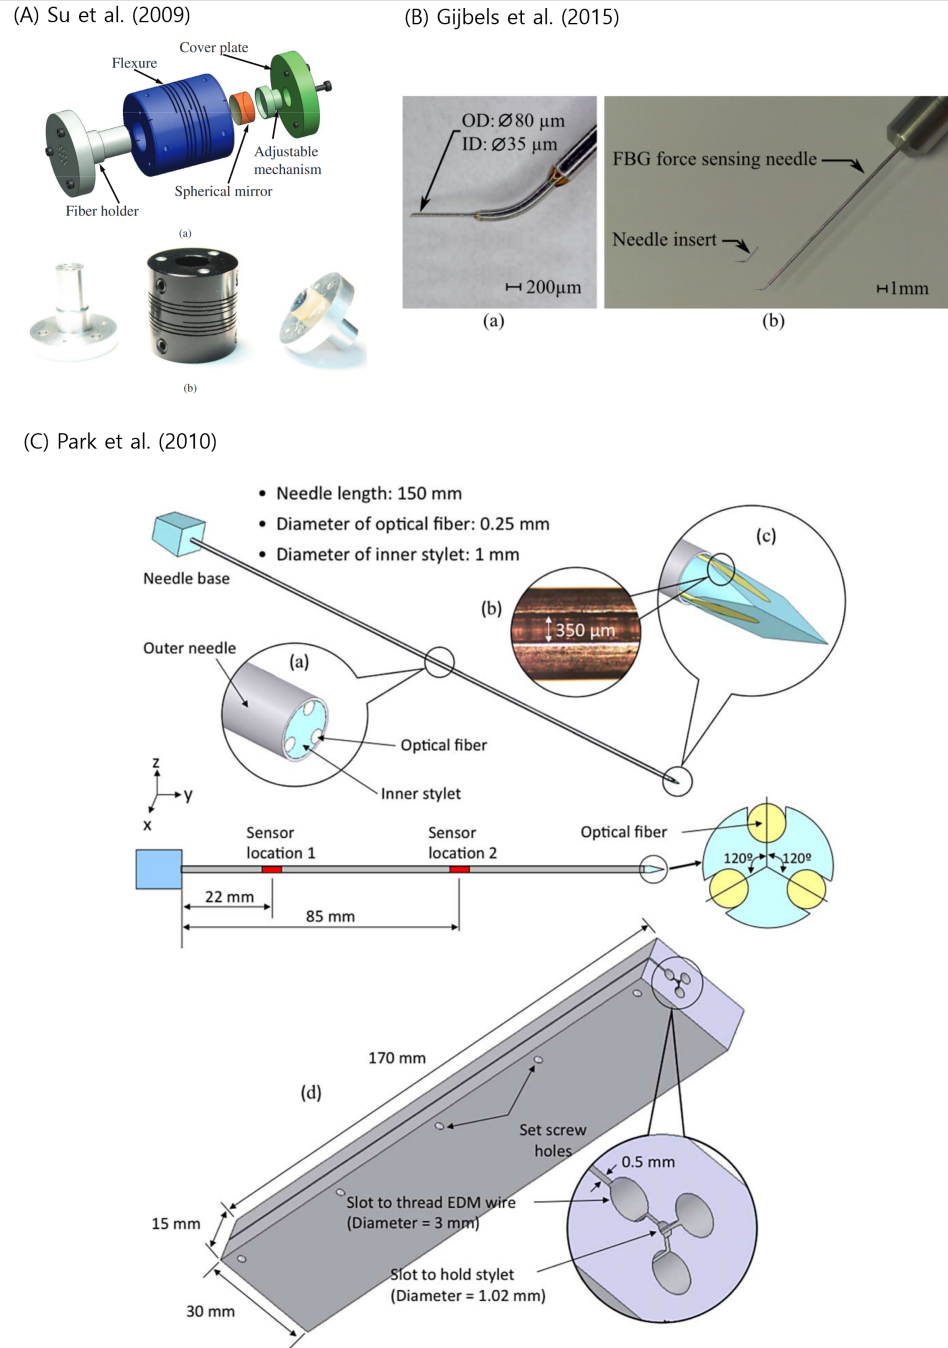 (A) Su et al. (2009)
Cover plate
Flexure
Adjustable
mechanism
Spherical mirror
Fiber holder
(a)
(b)
(B) Gijbels et al. (2015)
OD: Ø80 µm
ID: Ø35 µm
200µm
(a)
FBG force sensing needle
Needle insert
1mm
(b)
(C) Park et al. (2010)
• Needle length: 150 mm
• Diameter of optical fiber: 0.25 mm
• Diameter of inner stylet: 1 mm
Needle base
(c)
(b)
350 µm
Outer needle
(a)
Optical fiber
Inner stylet
z
y
x
Sensor
location 1
Sensor
location 2
Optical fiber
120º
120º
22 mm
85 mm
170 mm
(d)
Set screw
holes
0.5 mm
Slot to thread EDM wire
(Diameter = 3 mm)
15 mm
Slot to hold stylet
(Diameter = 1.02 mm)
30 mm